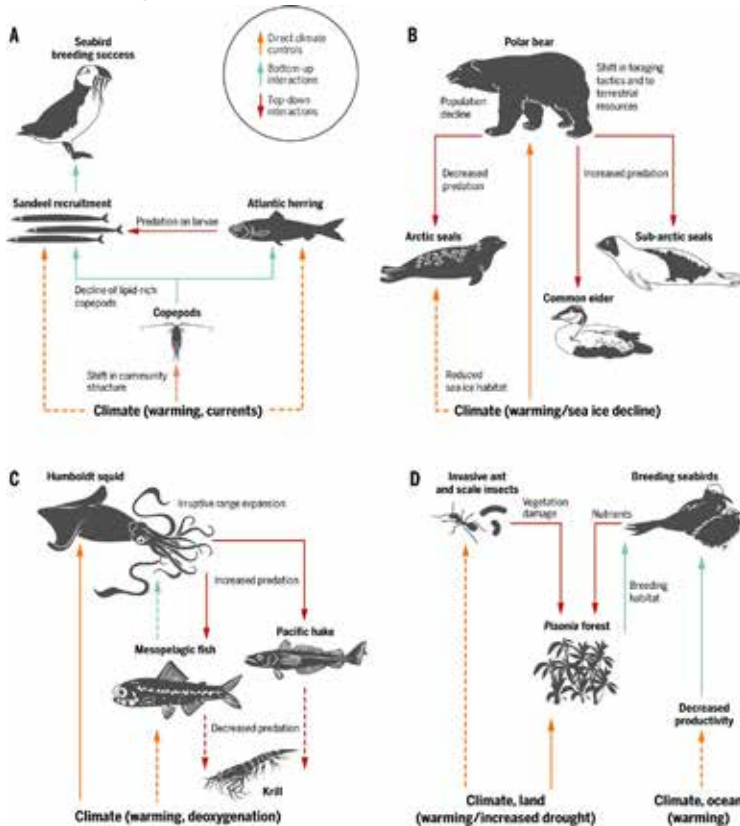 A
Seabird
breeding success
Direct climate
controls
Bottom-up
interactions
Top-down
interactions
Sandeel recruitment
Predation on larvae
Atlantic herring
Decline of lipid-rich
copepods
Copepods
Shift in community
structure
Climate (warming, currents)
B
Polar bear
Population
decline
Shift in foraging
tactics and to
terrestrial
resources
Decreased
predation
Increased predation
Arctic seals
Sub-arctic seals
Common eider
Reduced
sea ice habitat
Climate (warming/sea ice decline)
C
Humboldt squid
Irruptive range expansion
Increased predation
Pacific hake
Mesopelagic fish
Decreased predation
Krill
Climate (warming, deoxygenation)
D
Invasive ant
and scale insects
Breeding seabirds
Vegetation
damage
Nutrients
Breeding
habitat
Pisonia forest
Decreased
productivity
Climate, land
(warming/increased drought)
Climate, ocean
(warming)